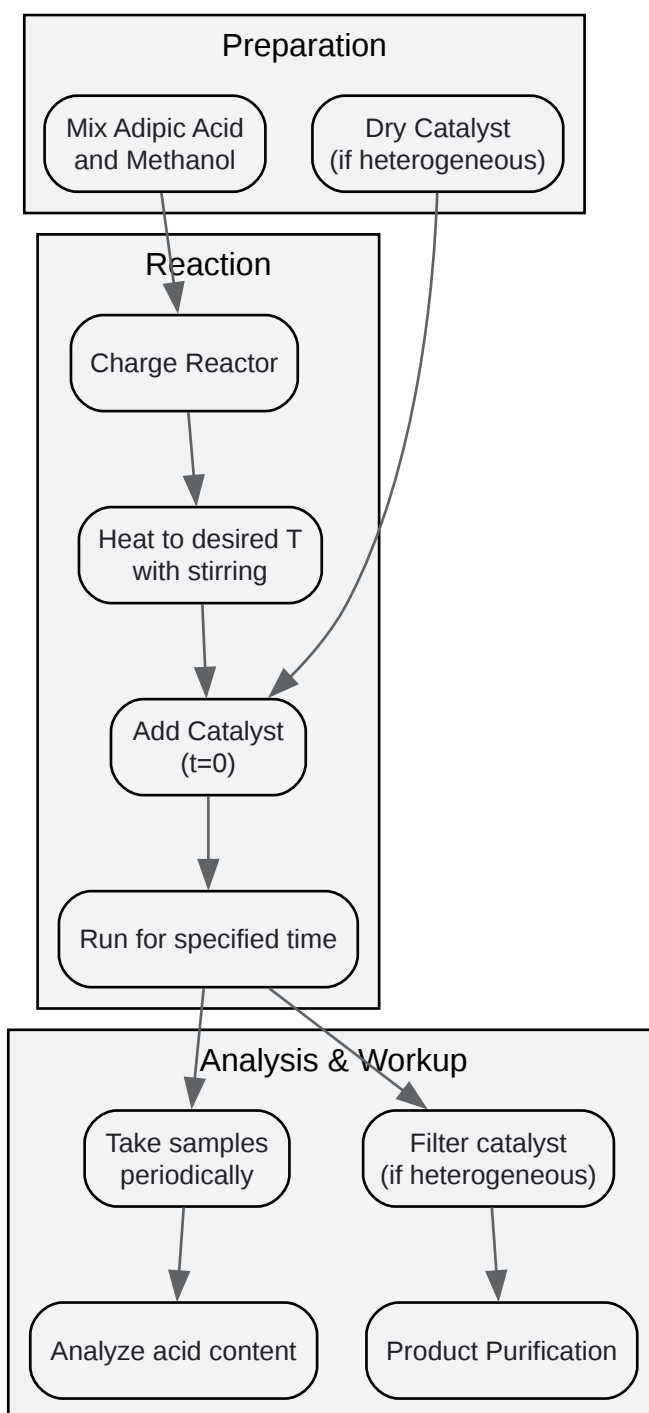 Preparation
Mix Adipic Acid
and Methanol
Dry Catalyst
(if heterogeneous)
Reaction
Charge Reactor
Heat to desired T
with stirring
Add Catalyst
(t=0)
Run for specified time
Analysis & Workup
Take samples
periodically
Filter catalyst
(if heterogeneous)
Analyze acid content
Product Purification